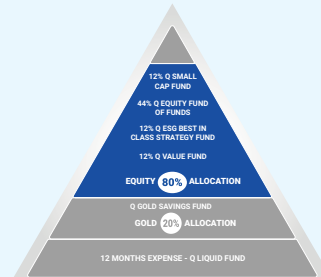 12% Q SMALL
CAP FUND
44% Q EQUITY FUND
OF FUNDS
12% Q ESG BEST IN
CLASS STRATEGY FUND
12% Q VALUE FUND
EQUITY 80% ALLOCATION
Q GOLD SAVINGS FUND
GOLD 20% ALLOCATION
12 MONTHS EXPENSE - Q LIQUID FUND